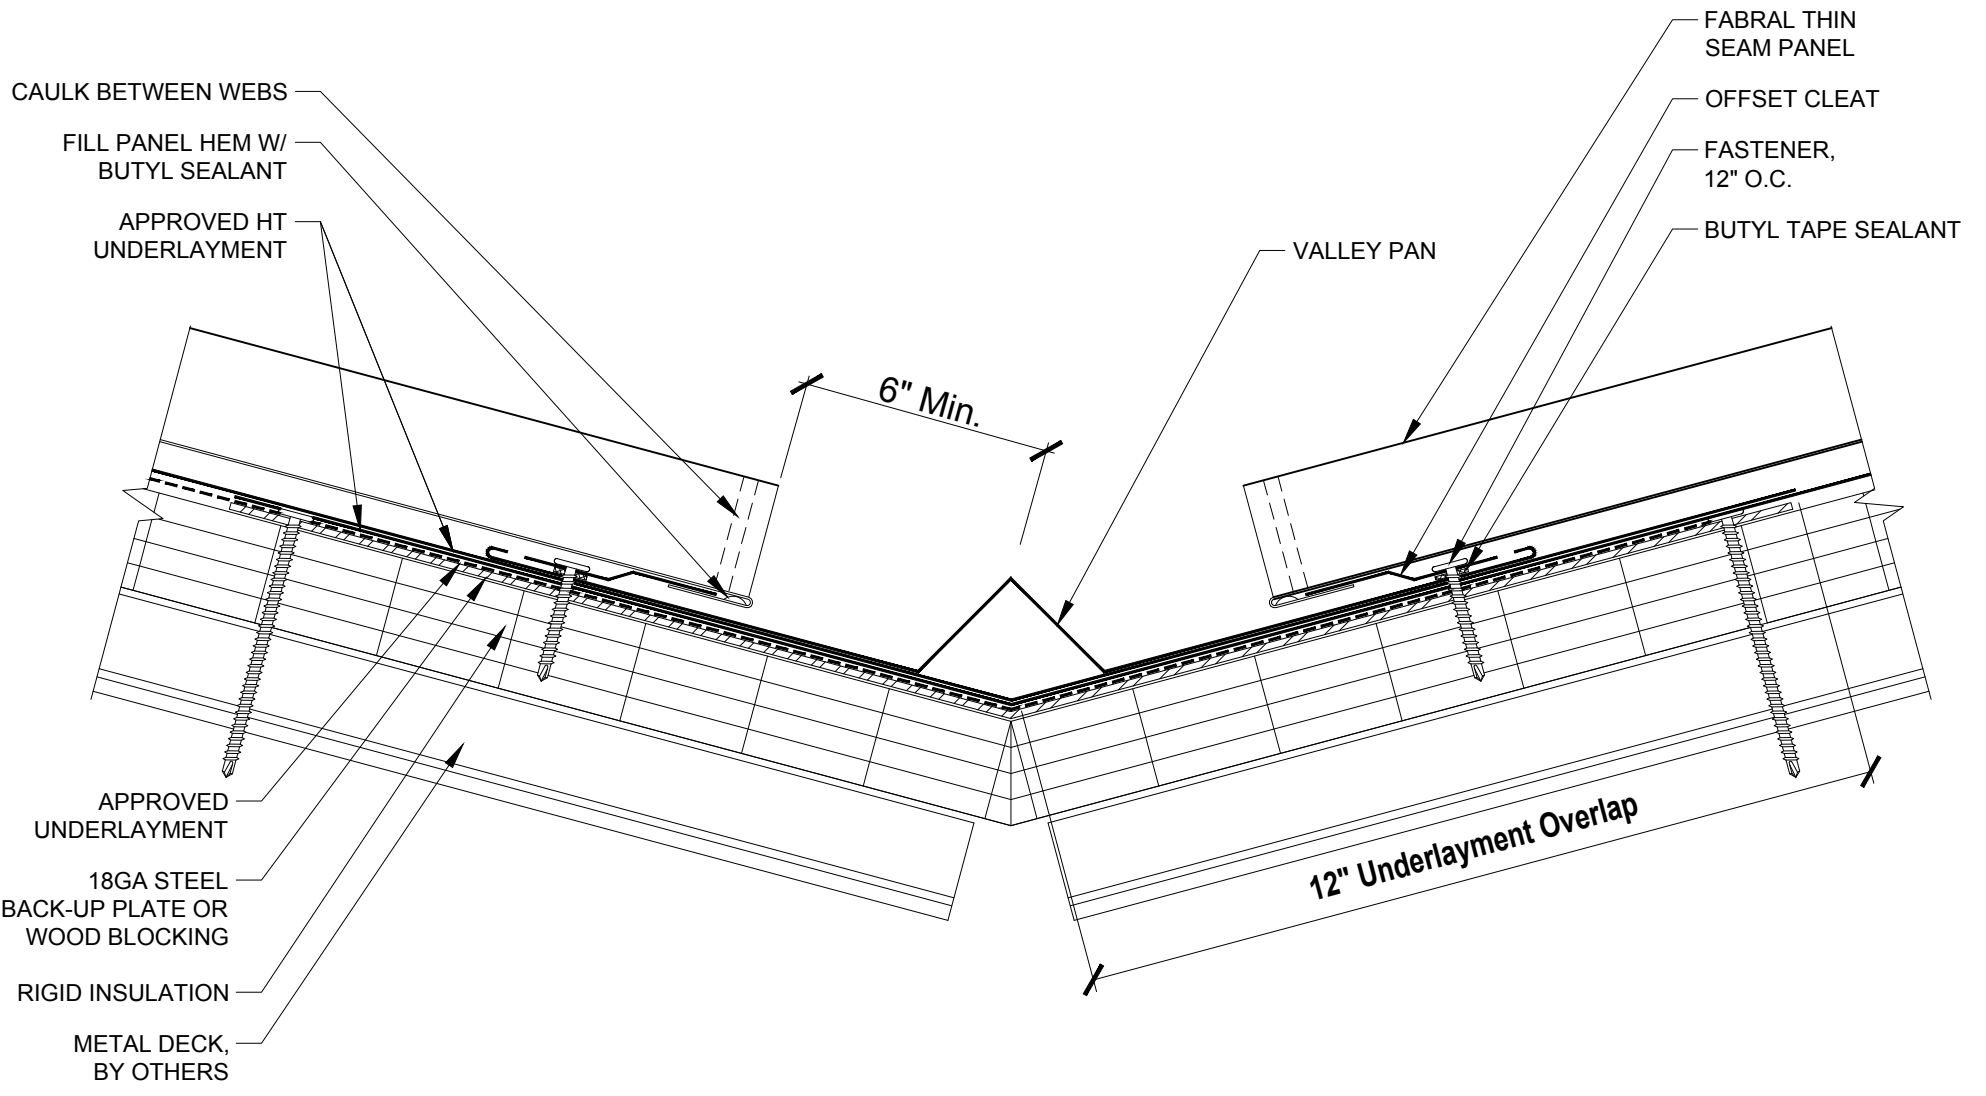 FABRAL THIN
SEAM PANEL
CAULK BETWEEN WEBS
OFFSET CLEAT
FILL PANEL HEM W/
BUTYL SEALANT
FASTENER,
12" O.C.
APPROVED HT
UNDERLAYMENT
BUTYL TAPE SEALANT
VALLEY PAN
6" Min.
APPROVED
UNDERLAYMENT
12" Underlayment Overlap
18GA STEEL
BACK-UP PLATE OR
WOOD BLOCKING
RIGID INSULATION
METAL DECK,
BY OTHERS